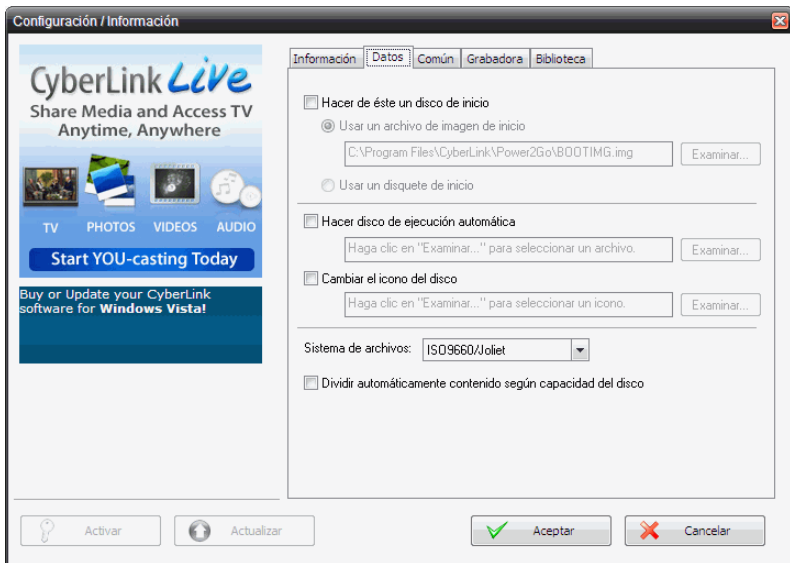 Configuración / Información
CyberLink Live
Share Media and Access TV
Anytime, Anywhere
TV PHOTOS VIDEOS AUDIO
Start YOU-casting Today
Buy or Update your CyberLink
software for Windows Vista!
Información Datos Común Grabadora Biblioteca
Hacer de éste un disco de inicio
Usar un archivo de imagen de inicio
C:\Program Files\CyberLink\Power2Go\BOOTIMG.img Examinar...
Usar un disquete de inicio
Hacer disco de ejecución automática
Haga clic en "Examinar..." para seleccionar un archivo. Examinar...
Cambiar el icono del disco
Haga clic en "Examinar..." para seleccionar un icono. Examinar...
Sistema de archivos: ISO9660/Joliet
Dividir automáticamente contenido según capacidad del disco
Activar Actualizar Aceptar Cancelar